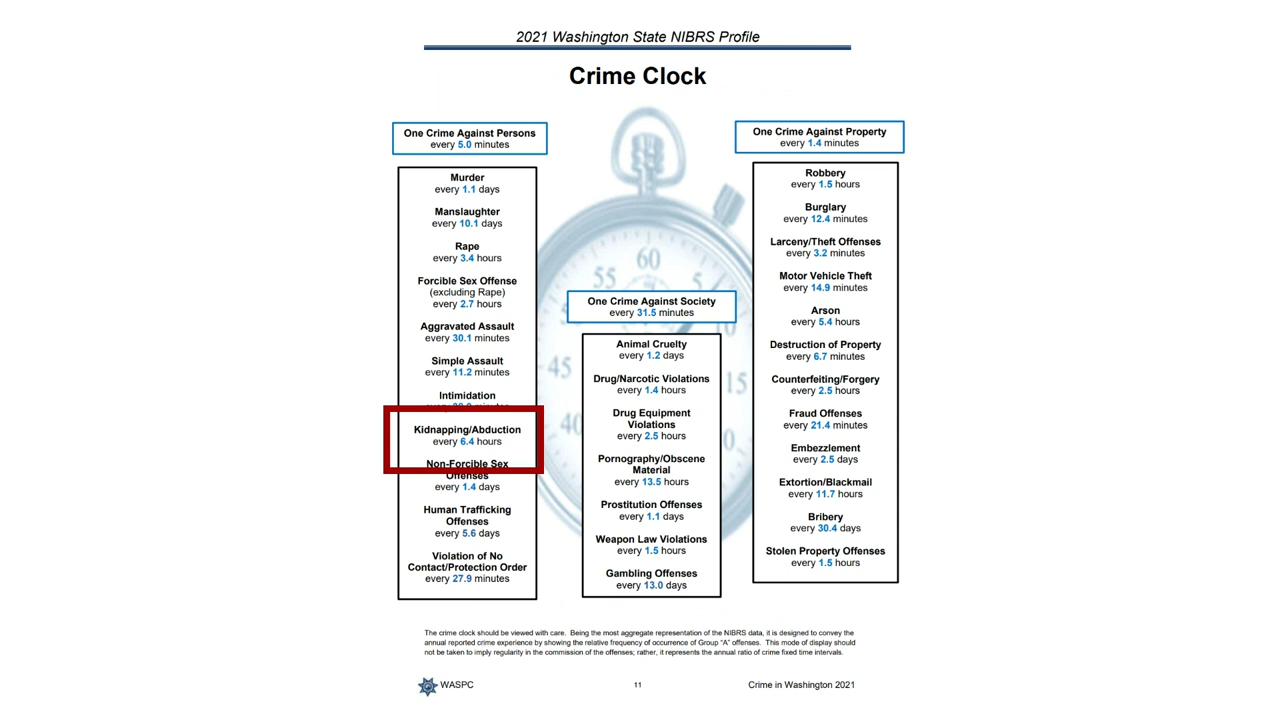 2021 Washington State NIBRS Profile
Crime Clock
One Crime Against Persons
every 5.0 minutes
Murder
every 1.1 days
Manslaughter
every 10.1 days
Rape
every 3.4 hours
Forcible Sex Offense
(excluding Rape)
every 2.7 hours
Aggravated Assault
every 30.1 minutes
Simple Assault
every 11.2 minutes
Intimidation
minutes
Kidnapping/Abduction
every 6.4 hours
Non-Forcible Sex
Offenses
every 1.4 days
Human Trafficking
Offenses
every 5.6 days
Violation of No
Contact/Protection Order
every 27.9 minutes
60
55
5
10
45
15
40
One Crime Against Society
every 31.5 minutes
Animal Cruelty
every 1.2 days
Drug/Narcotic Violations
every 1.4 hours
Drug Equipment
Violations
every 2.5 hours
Pornography/Obscene
Material
every 13.5 hours
Prostitution Offenses
every 1.1 days
Weapon Law Violations
every 1.5 hours
Gambling Offenses
every 13.0 days
One Crime Against Property
every 1.4 minutes
Robbery
every 1.5 hours
Burglary
every 12.4 minutes
Larceny/Theft Offenses
every 3.2 minutes
Motor Vehicle Theft
every 14.9 minutes
Arson
every 5.4 hours
Destruction of Property
every 6.7 minutes
Counterfeiting/Forgery
every 2.5 hours
Fraud Offenses
every 21.4 minutes
Embezzlement
every 2.5 days
Extortion/Blackmail
every 11.7 hours
Bribery
every 30.4 days
Stolen Property Offenses
every 1.5 hours
The crime clock should be viewed with care. Being the most aggregate representation of the NIBRS data, it is designed to convey the
annual reported crime experience by showing the relative frequency of occurrence of Group "A" offenses. This mode of display should
not be taken to imply regularity in the commission of the offenses; rather, it represents the annual ratio of crime fixed time intervals.
WASPC
11
Crime in Washington 2021